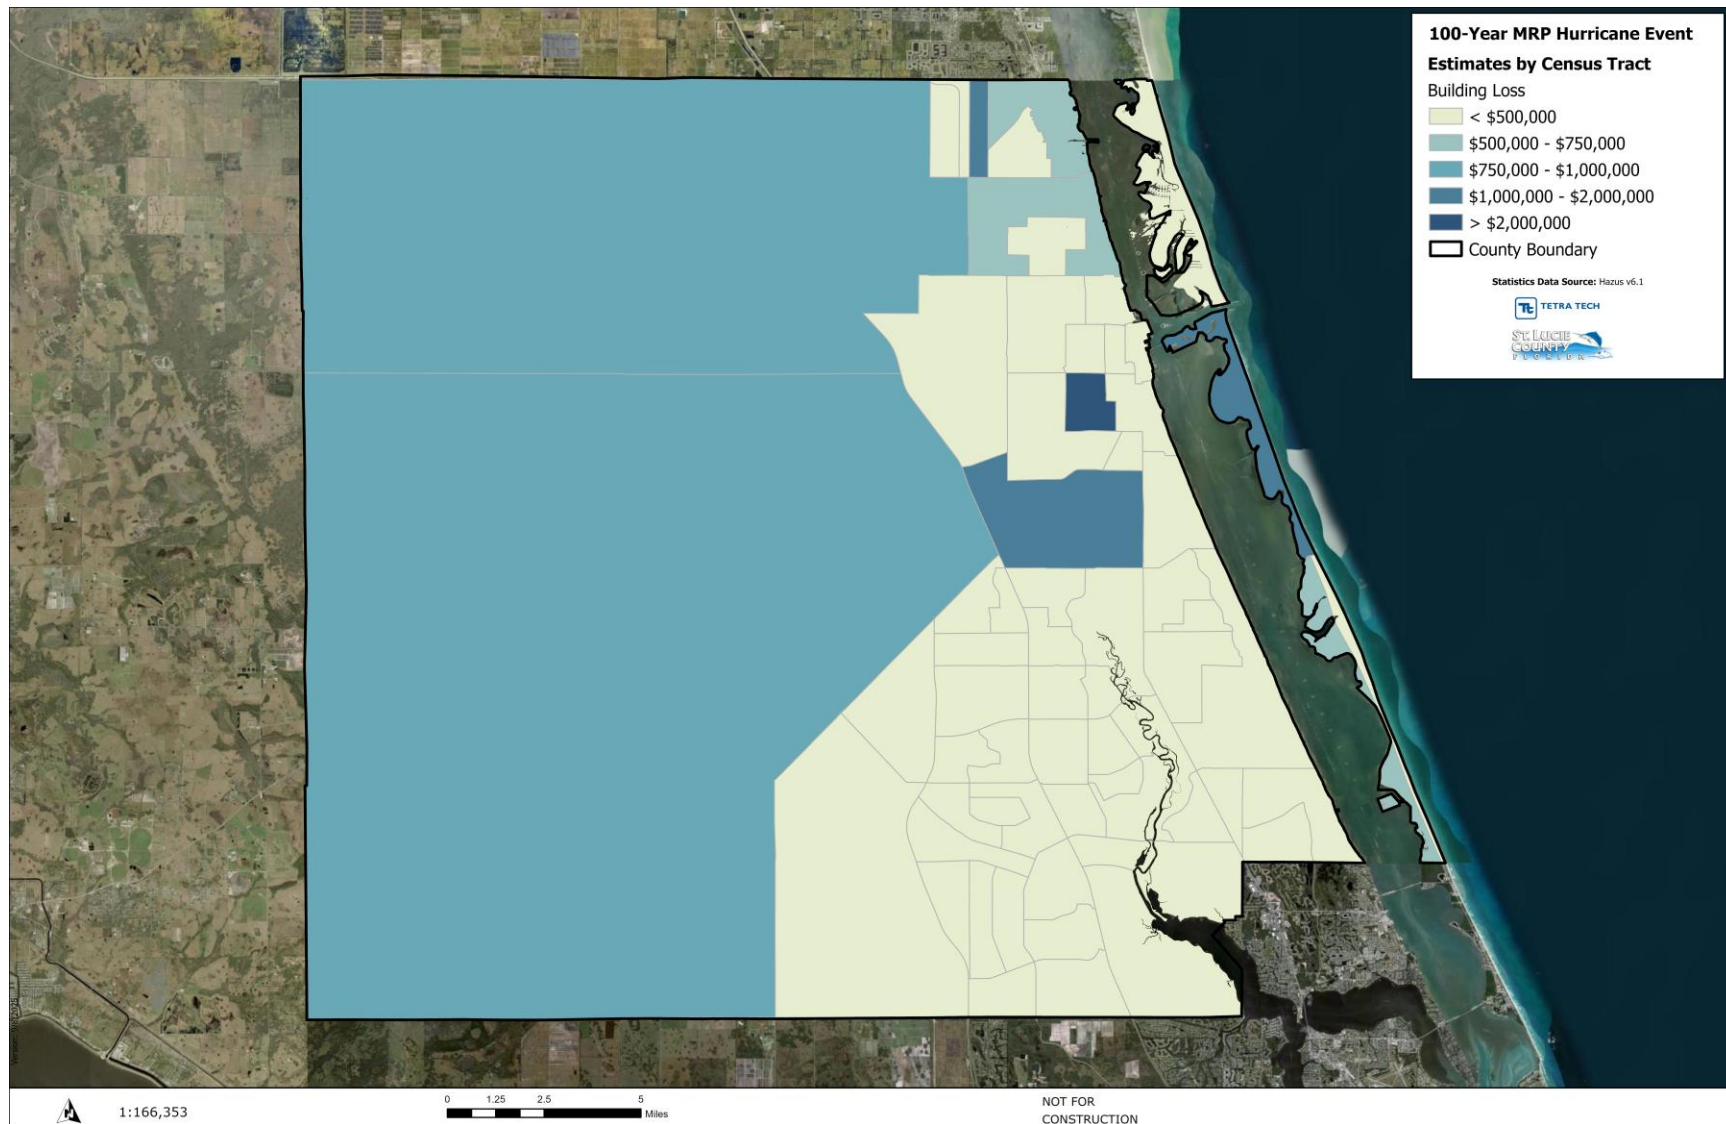 100-Year MRP Hurricane Event
Estimates by Census Tract
Building Loss
< $500,000
$500,000 - $750,000
$750,000 - $1,000,000
$1,000,000 - $2,000,000
> $2,000,000
County Boundary
Statistics Data Source: Hazus v6.1
Tt TETRA TECH
ST. LUCIE
COUNTY
FLORIDA
N
1:166,353
0 1.25 2.5 5
Miles
NOT FOR
CONSTRUCTION